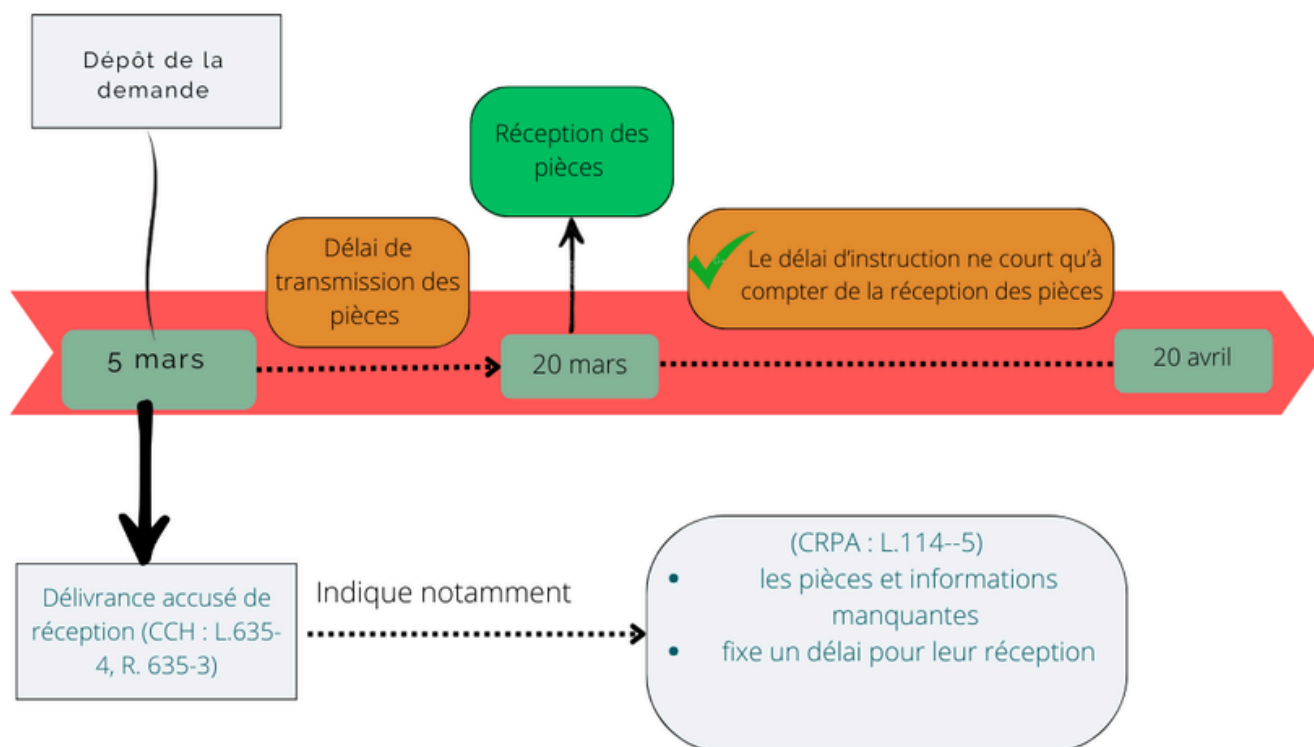 Dépôt de la
demande
Réception des
pièces
Délai de
transmission des
pièces
Le délai d'instruction ne court qu'à
compter de la réception des pièces
5 mars
20 mars
20 avril
Délivrance accusé de
réception (CCH : L.635-
4, R. 635-3)
Indique notamment
(CRPA : L.114--5)
• les pièces et informations
manquantes
• fixe un délai pour leur réception